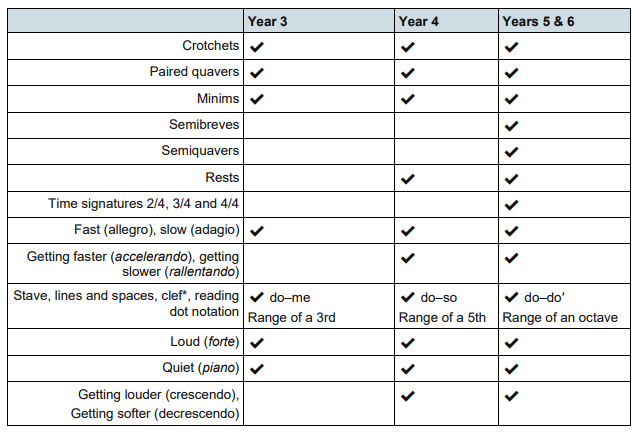 Year 3 Year 4 Years 5 & 6
Crotchets ✔ ✔ ✔
Paired quavers ✔ ✔ ✔
Minims ✔ ✔ ✔
Semibreves ✔
Semiquavers ✔
Rests ✔ ✔
Time signatures 2/4, 3/4 and 4/4 ✔
Fast (allegro), slow (adagio) ✔ ✔ ✔
Getting faster (accelerando), getting ✔ ✔
slower (rallentando)
Stave, lines and spaces, clef*, reading ✔ do–me ✔ do–so ✔ do–do′
dot notation Range of a 3rd Range of a 5th Range of an octave
Loud (forte) ✔ ✔ ✔
Quiet (piano) ✔ ✔ ✔
Getting louder (crescendo), ✔ ✔
Getting softer (decrescendo)